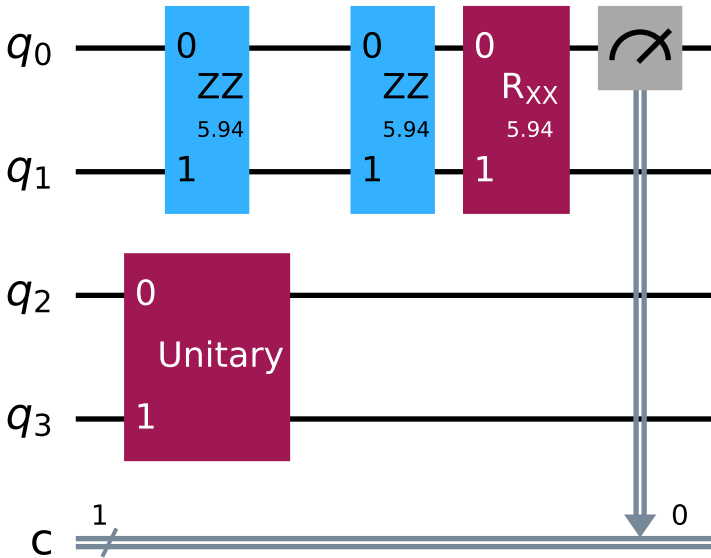 q0 0 0 0
ZZ ZZ RXX
5.94 5.94 5.94
q1 1 1 1
q2 0
Unitary
q3 1
1 0
c